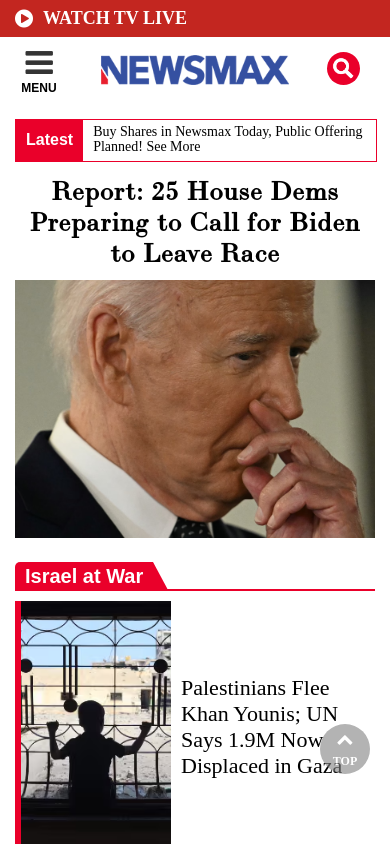 WATCH TV LIVE
MENU
NEWSMAX
Latest
Buy Shares in Newsmax Today, Public Offering
Planned! See More
Report: 25 House Dems
Preparing to Call for Biden
to Leave Race
Israel at War
Palestinians Flee
Khan Younis; UN
Says 1.9M Now
Displaced in Gaza
TOP